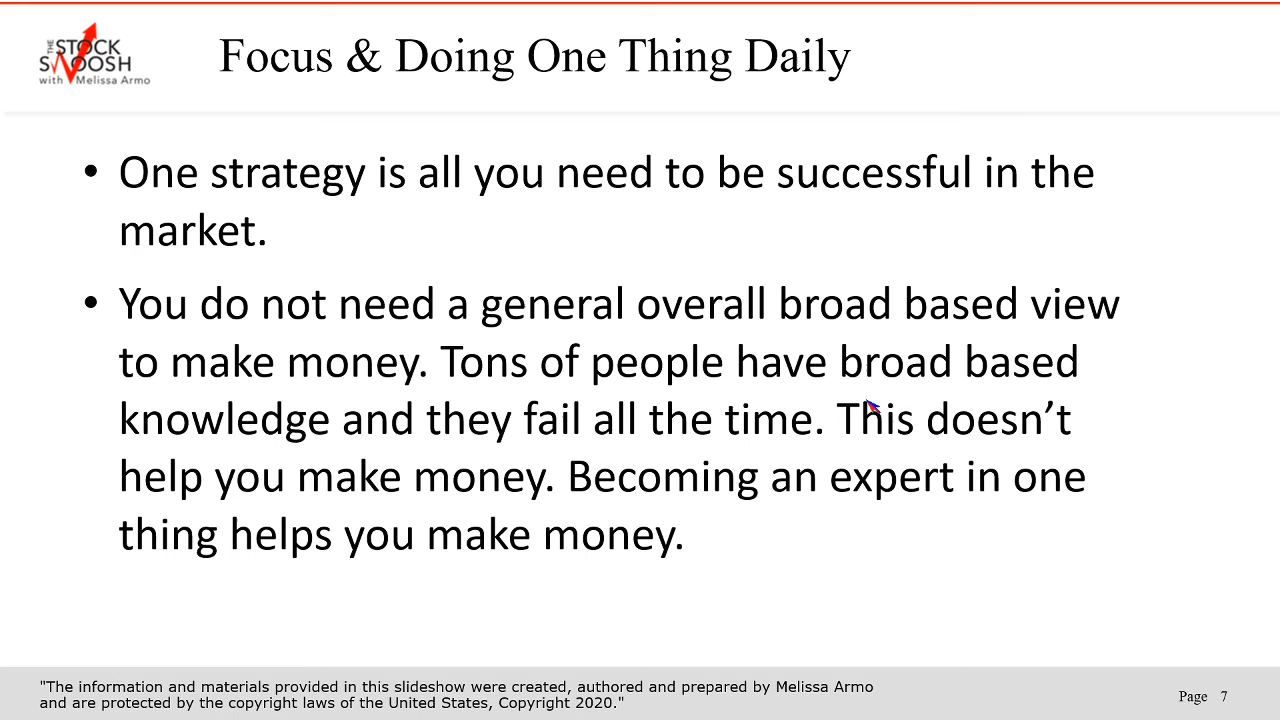 THE STOCK
SWOOSH
with Melissa Armo
Focus & Doing One Thing Daily
• One strategy is all you need to be successful in the
market.
• You do not need a general overall broad based view
to make money. Tons of people have broad based
knowledge and they fail all the time. This doesn’t
help you make money. Becoming an expert in one
thing helps you make money.
"The information and materials provided in this slideshow were created, authored and prepared by Melissa Armo
and are protected by the copyright laws of the United States, Copyright 2020."
Page 7